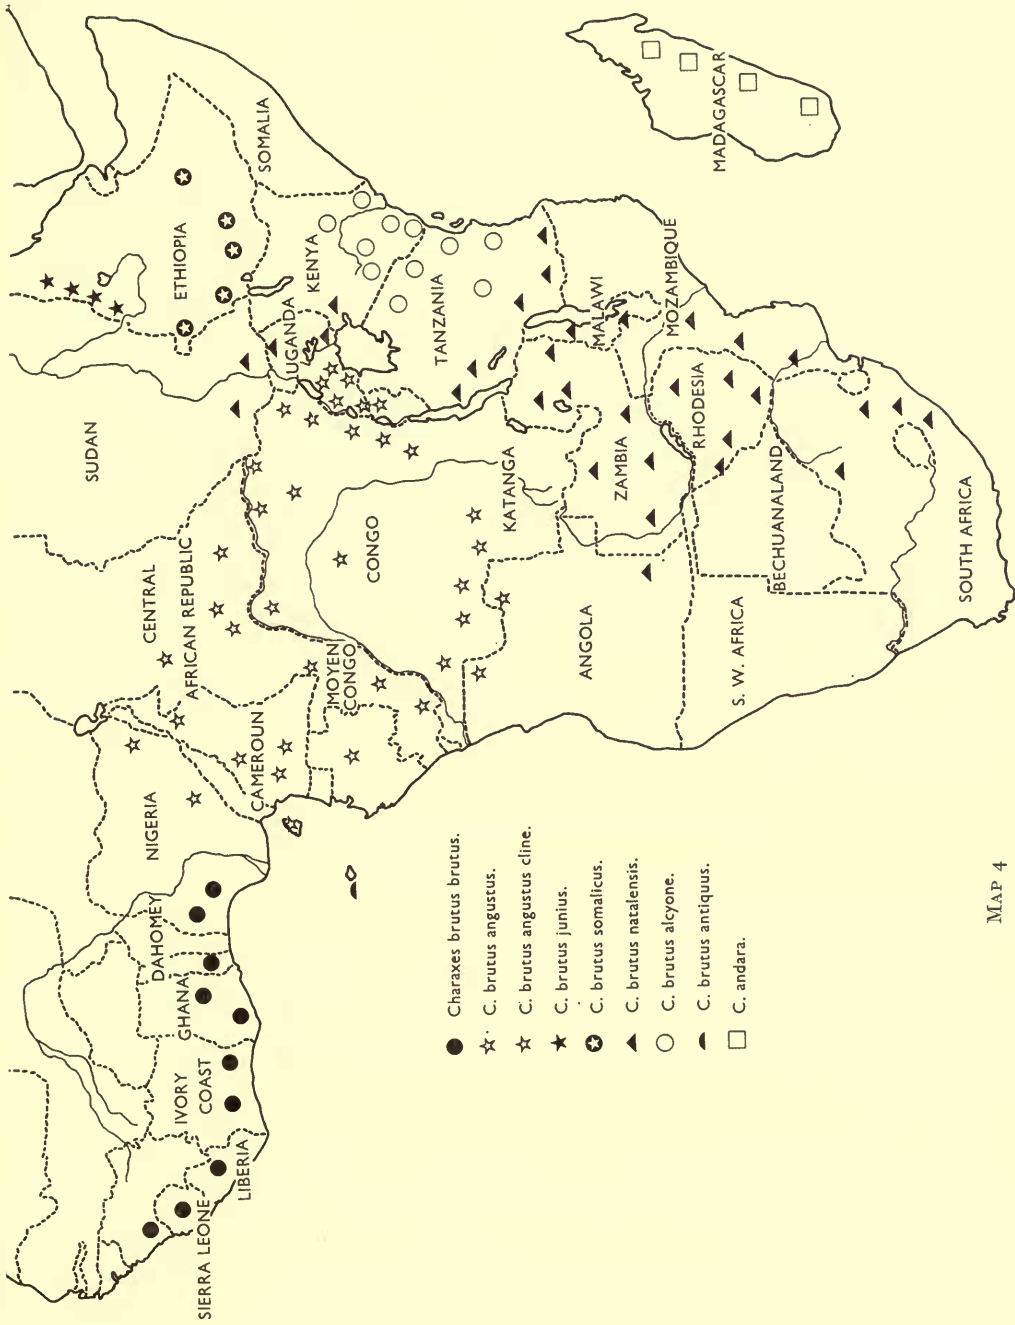 SUDAN
ETHIOPIA
SOMALIA
CENTRAL
AFRICAN REPUBLIC
NIGERIA
DAHOMEY
GHANA
IVORY
COAST
SIERRA LEONE
LIBERIA
CAMEROUN
UGANDA
KENYA
MOYEN
CONGO
CONGO
TANZANIA
KATANGA
ANGOLA
ZAMBIA
MALAWI
MOZAMBIQUE
RHODESIA
MADAGASCAR
S. W. AFRICA
BECHUANALAND
SOUTH AFRICA
Charaxes brutus brutus.
C. brutus angustus.
C. brutus angustus cline.
C. brutus junius.
C. brutus somalicus.
C. brutus natalensis.
C. brutus alcyone.
C. brutus antiquus.
C. andara.
MAP 4